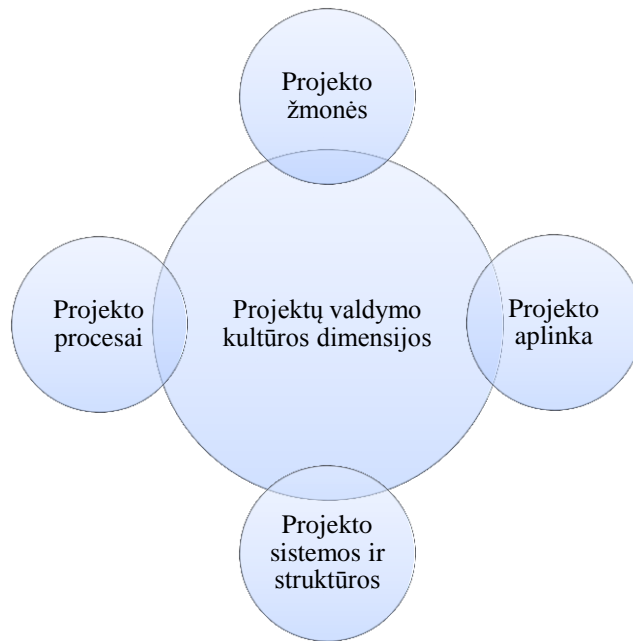 Projekto
žmonės
Projekto
procesai
Projektų valdymo
kultūros dimensijos
Projekto
aplinka
Projekto
sistemos ir
struktūros